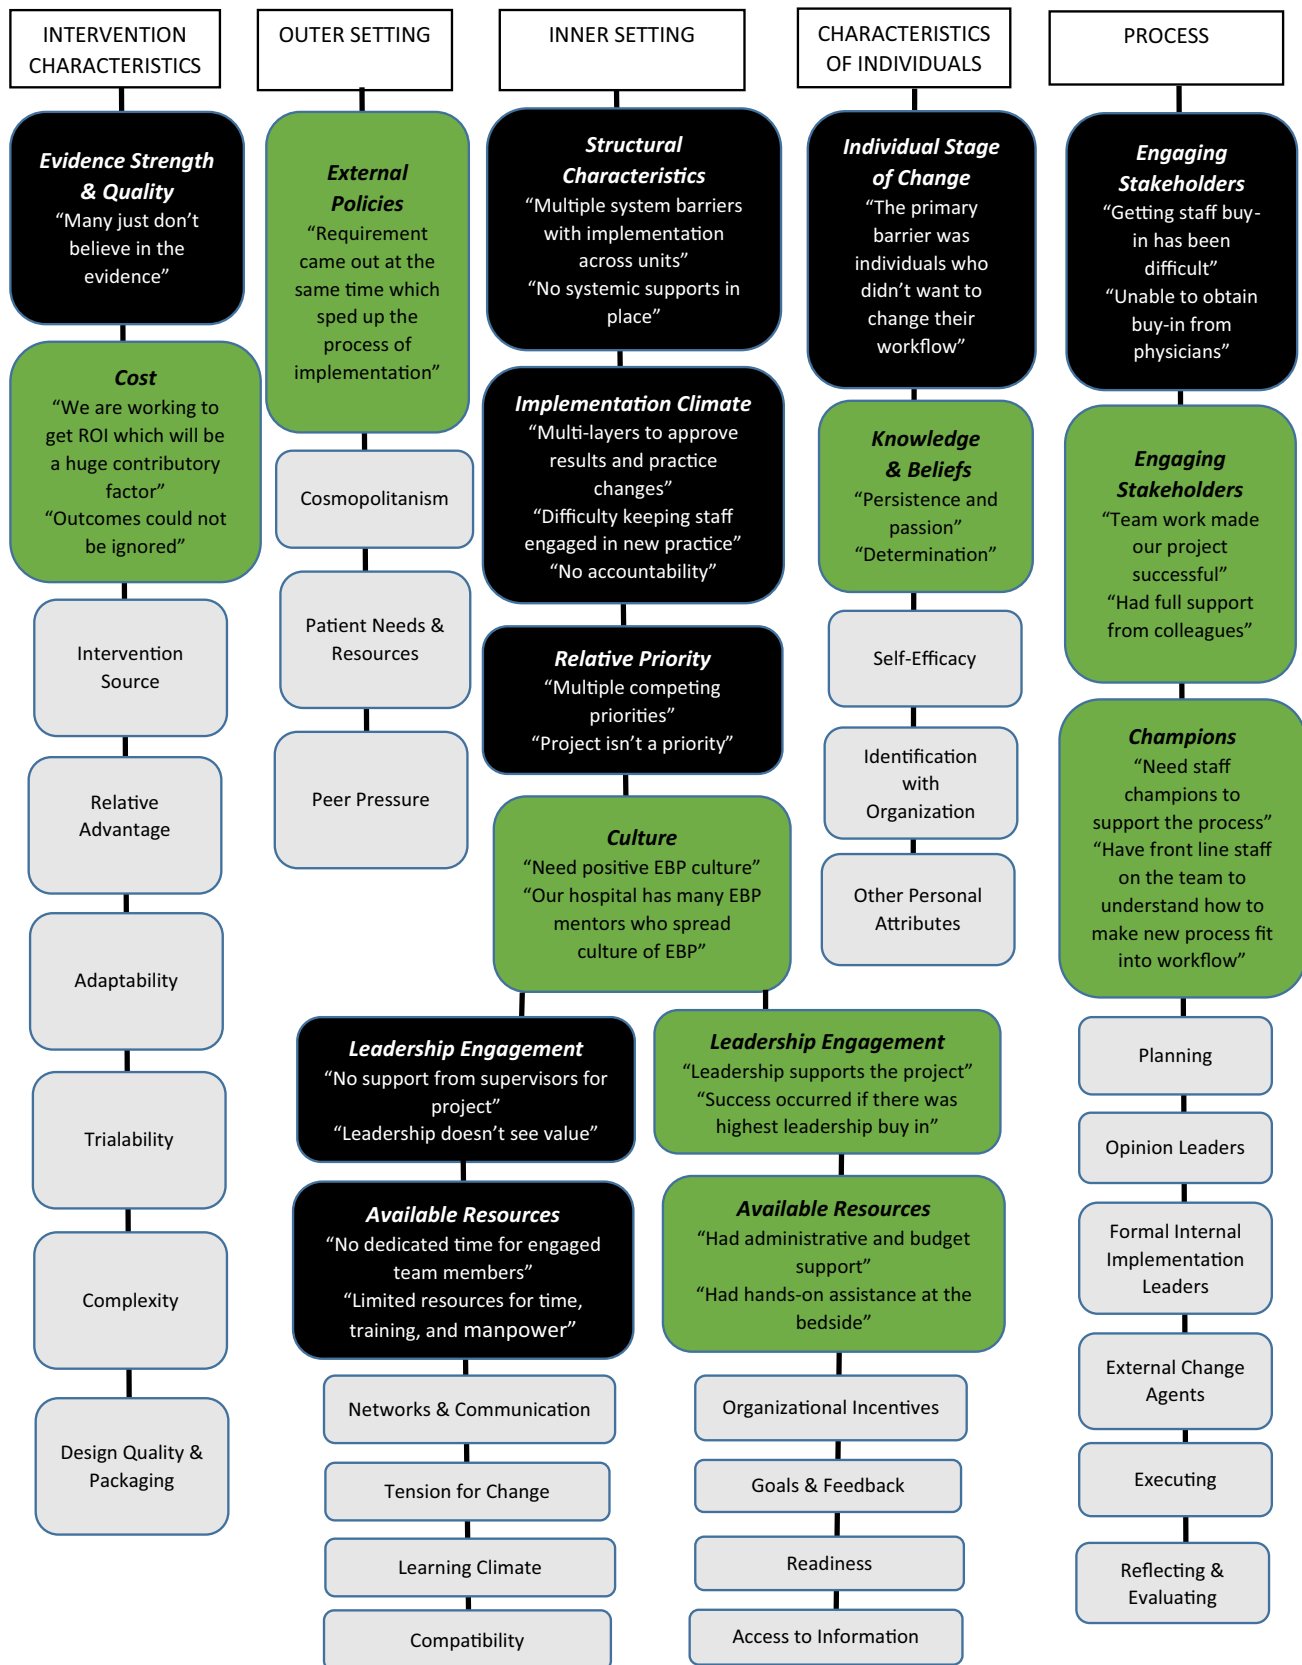 INTERVENTION
CHARACTERISTICS
Evidence Strength
& Quality
“Many just don’t
believe in the
evidence”
Cost
“We are working to
get ROI which will be
a huge contributory
factor”
“Outcomes could not
be ignored”
Intervention
Source
Relative
Advantage
Adaptability
Trialability
Complexity
Design Quality &
Packaging
OUTER SETTING
External
Policies
“Requirement
came out at the
same time which
sped up the
process of
implementation”
Cosmopolitanism
Patient Needs &
Resources
Peer Pressure
INNER SETTING
Structural
Characteristics
“Multiple system barriers
with implementation
across units”
“No systemic supports in
place”
Implementation Climate
“Multi-layers to approve
results and practice
changes”
“Difficulty keeping staff
engaged in new practice”
“No accountability”
Relative Priority
“Multiple competing
priorities”
“Project isn’t a priority”
Culture
“Need positive EBP culture”
“Our hospital has many EBP
mentors who spread
culture of EBP”
Leadership Engagement
“No support from supervisors for
project”
“Leadership doesn’t see value”
Available Resources
“No dedicated time for engaged
team members”
“Limited resources for time,
training, and manpower”
Networks & Communication
Tension for Change
Learning Climate
Compatibility
Leadership Engagement
“Leadership supports the project”
“Success occurred if there was
highest leadership buy in”
Available Resources
“Had administrative and budget
support”
“Had hands-on assistance at the
bedside”
Organizational Incentives
Goals & Feedback
Readiness
Access to Information
CHARACTERISTICS
OF INDIVIDUALS
Individual Stage
of Change
“The primary
barrier was
individuals who
didn’t want to
change their
workflow”
Knowledge
& Beliefs
“Persistence and
passion”
“Determination”
Self-Efficacy
Identification
with
Organization
Other Personal
Attributes
PROCESS
Engaging
Stakeholders
“Getting staff buy-
in has been
difficult”
“Unable to obtain
buy-in from
physicians”
Engaging
Stakeholders
“Team work made
our project
successful”
“Had full support
from colleagues”
Champions
“Need staff
champions to
support the process”
“Have front line staff
on the team to
understand how to
make new process fit
into workflow”
Planning
Opinion Leaders
Formal Internal
Implementation
Leaders
External Change
Agents
Executing
Reflecting &
Evaluating